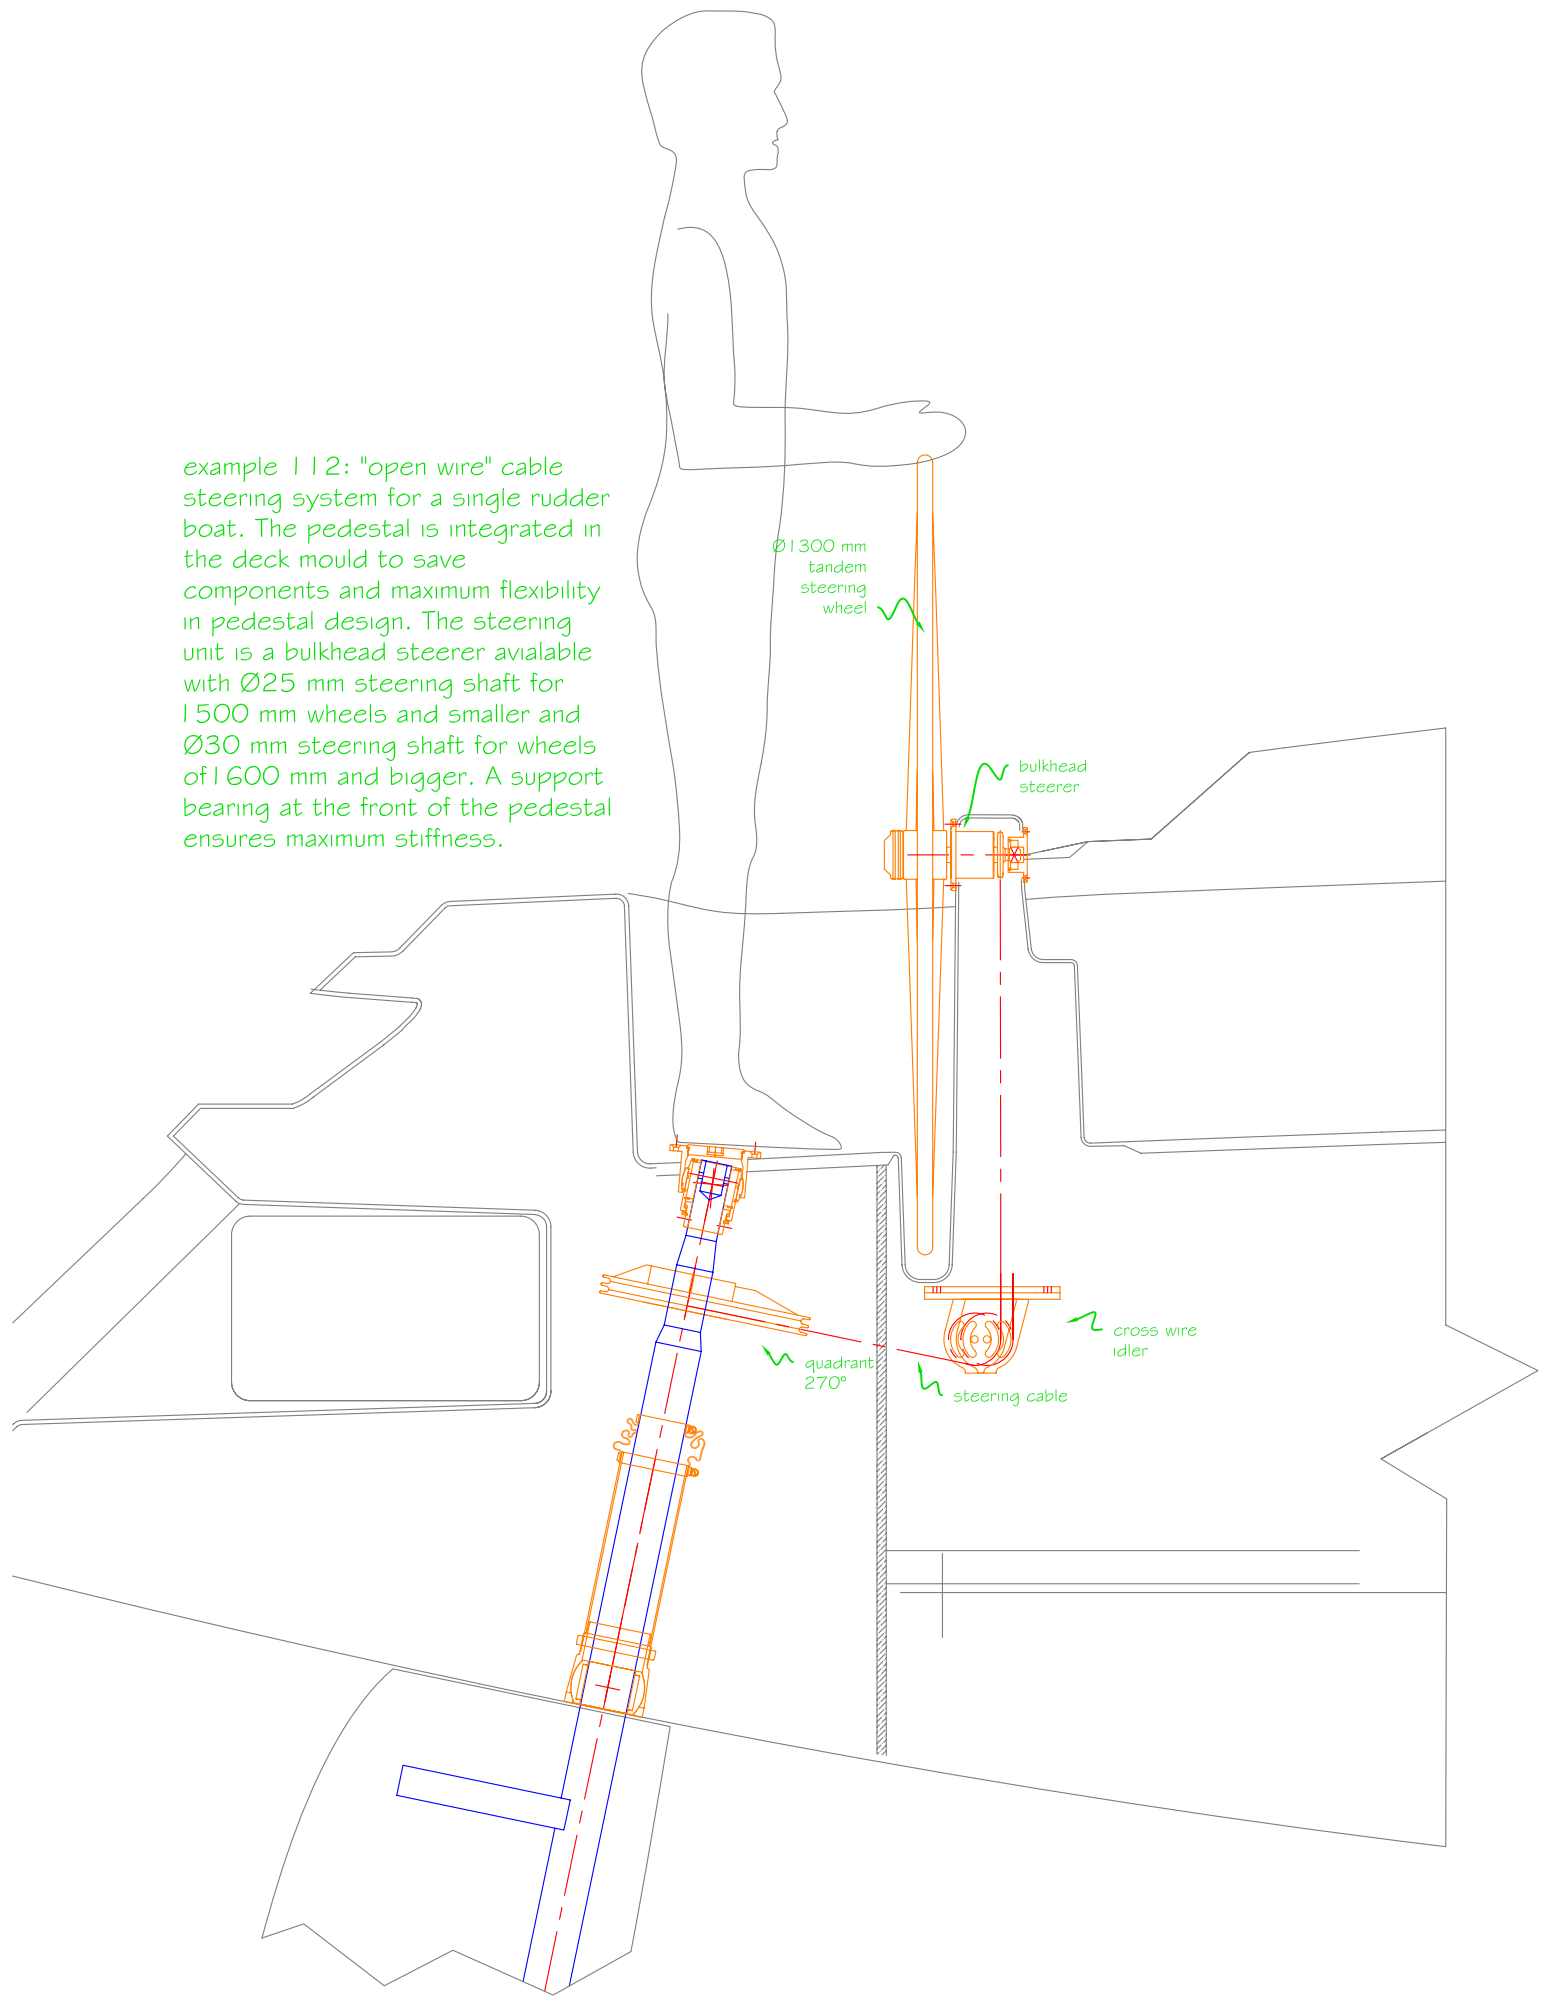 example 112: "open wire" cable
steering system for a single rudder
boat. The pedestal is integrated in
the deck mould to save
components and maximum flexibility
in pedestal design. The steering
unit is a bulkhead steerer avialable
with Ø25 mm steering shaft for
1500 mm wheels and smaller and
Ø30 mm steering shaft for wheels
of1600 mm and bigger. A support
bearing at the front of the pedestal
ensures maximum stiffness.
Ø1300 mm
tandem
steering
wheel
bulkhead
steerer
cross wire
idler
quadrant
270°
steering cable